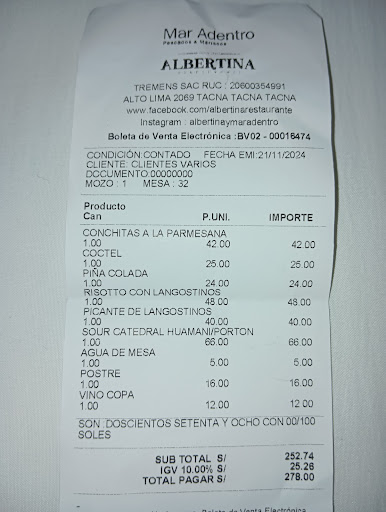 Mar Adentro
Pescados & Mariscos
ALBERTINA
TREMENS SAC RUC : 20600354991
ALTO LIMA 2069 TACNA TACNA TACNA
www.facebook.com/albertinarestaurante
Instagram : albertinaymaradentro
Boleta de Venta Electrónica :BV02 - 00016474
CONDICIÓN:CONTADO FECHA EMI:21/11/2024
CLIENTE: CLIENTES VARIOS
DOCUMENTO:00000000
MOZO : 1 MESA : 32
Producto
Can P.UNI. IMPORTE
CONCHITAS A LA PARMESANA
1.00 42.00 42.00
COCTEL
1.00 25.00 25.00
PIÑA COLADA
1.00 24.00 24.00
RISOTTO CON LANGOSTINOS
1.00 48.00 48.00
PICANTE DE LANGOSTINOS
1.00 40.00 40.00
SOUR CATEDRAL HUAMANI/PORTON
1.00 66.00 66.00
AGUA DE MESA
1.00 5.00 5.00
POSTRE
1.00 16.00 16.00
VINO COPA
1.00 12.00 12.00
SON :DOSCIENTOS SETENTA Y OCHO CON 00/100
SOLES
SUB TOTAL S/ 252.74
IGV 10.00% S/ 25.26
TOTAL PAGAR S/ 278.00
Boleta de Venta Electrónica